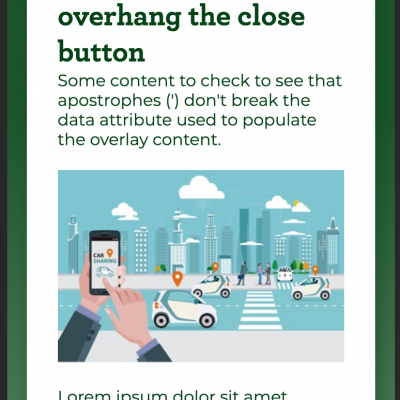 overhang the close
button
Some content to check to see that
apostrophes (') don't break the
data attribute used to populate
the overlay content.
CAR
SHARING
Lorem ipsum dolor sit amet